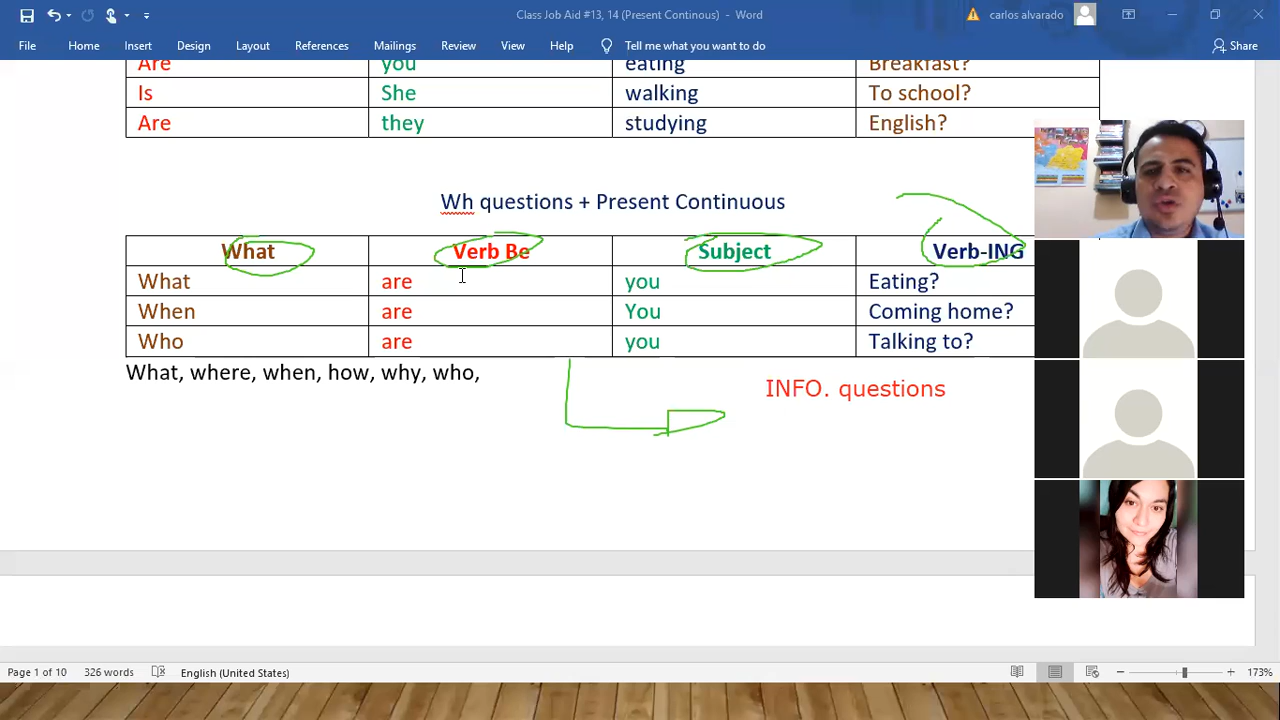 Class Job Aid #13, 14 (Present Continous) - Word
carlos alvarado
File Home Insert Design Layout References Mailings Review View Help Tell me what you want to do Share
Are you eating Breakfast?
Is She walking To school?
Are they studying English?
Wh questions + Present Continuous
What Verb Be Subject Verb-ING
What are you Eating?
When are You Coming home?
Who are you Talking to?
What, where, when, how, why, who,
INFO. questions
Page 1 of 10 326 words English (United States) 173%